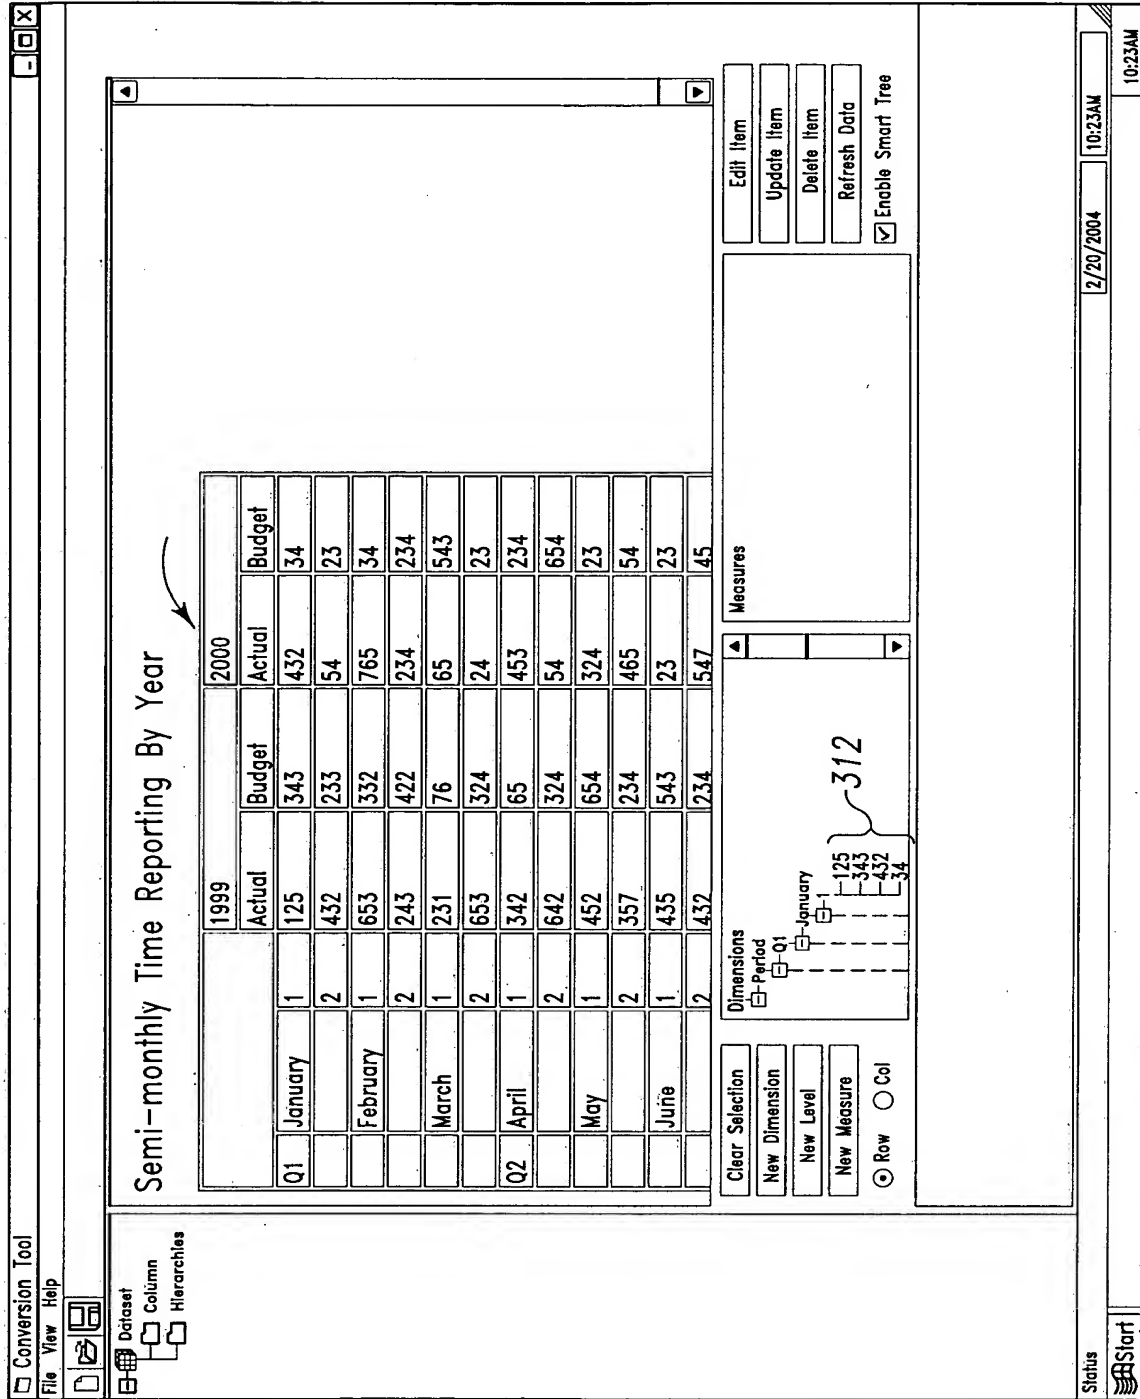 Conversion Tool
File View Help
Dataset
Column
Hierarchies
Semi-monthly Time Reporting By Year
1999 2000
Actual Budget Actual Budget
Q1 January 1 125 343 432 34
2 432 233 54 23
February 1 653 332 765 34
2 243 422 234 234
March 1 231 76 65 543
2 653 324 24 23
Q2 April 1 342 65 453 234
2 642 324 54 654
May 1 452 654 324 23
2 357 234 465 54
June 1 435 543 23 23
2 432 234 547 45
Clear Selection
New Dimension
New Level
New Measure
Row Col
Dimensions
Period
Q1
January
1
125
343
432
34
312
Measures
Edit Item
Update Item
Delete Item
Refresh Data
Enable Smart Tree
Status 2/20/2004 10:23AM
Start 10:23AM